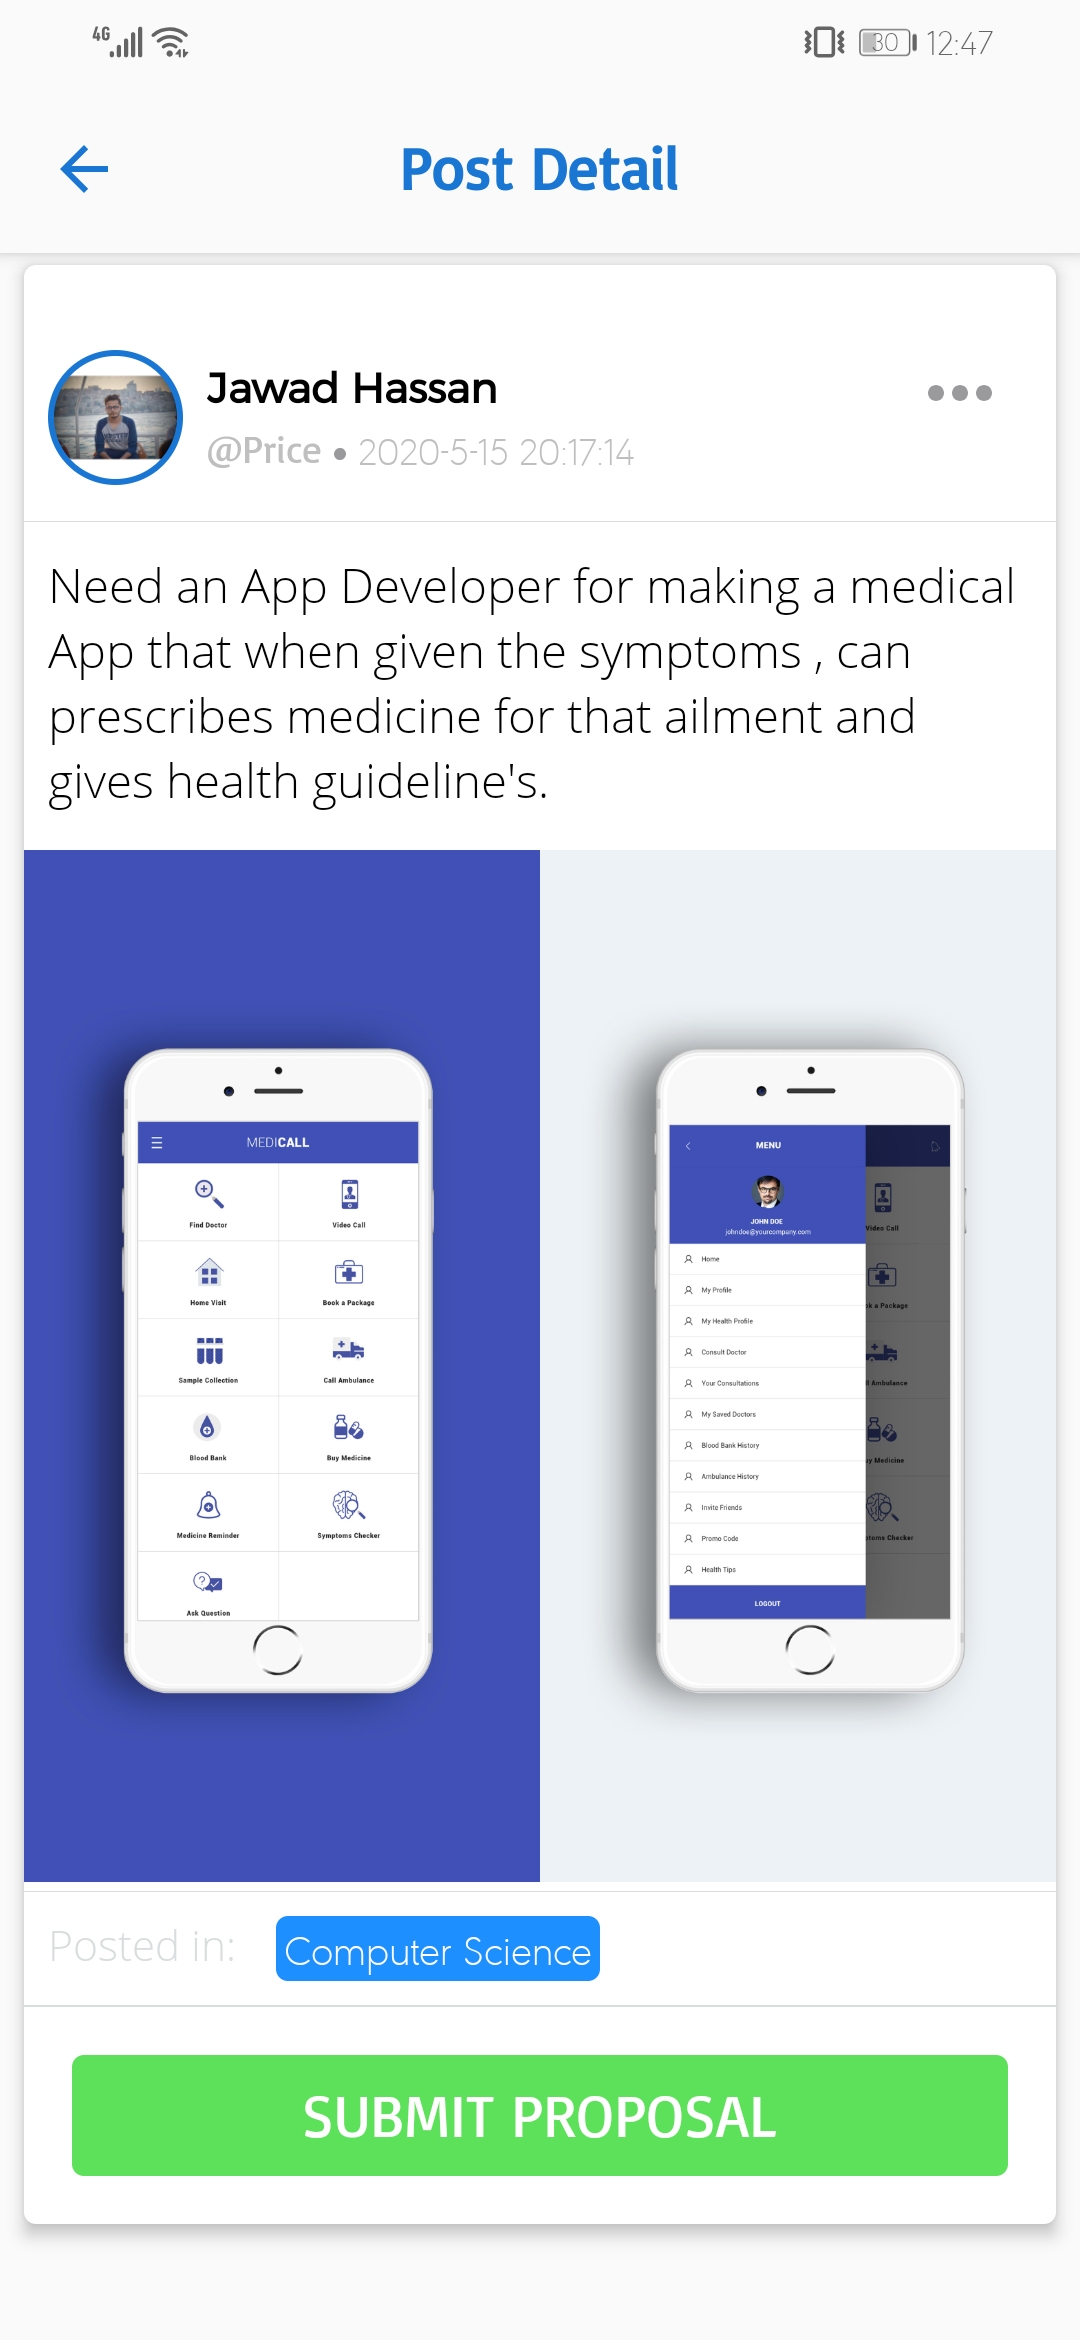 4G
30 12:47
Post Detail
Jawad Hassan
@Price • 2020-5-15 20:17:14
Need an App Developer for making a medical
App that when given the symptoms , can
prescribes medicine for that ailment and
gives health guideline's.
MEDICALL
Find Doctor
Video Call
Home Visit
Book a Package
Sample Collection
Call Ambulance
Blood Bank
Buy Medicine
Medicine Reminder
Symptoms Checker
Ask Question
MENU
JOHN DOE
johndoe@yourcompany.com
Home
My Profile
My Health Profile
Consult Doctor
Your Consultations
My Saved Doctors
Blood Bank History
Ambulance History
Invite Friends
Promo Code
Health Tips
LOGOUT
Video Call
ok a Package
ll Ambulance
uy Medicine
ptoms Checker
Posted in: Computer Science
SUBMIT PROPOSAL